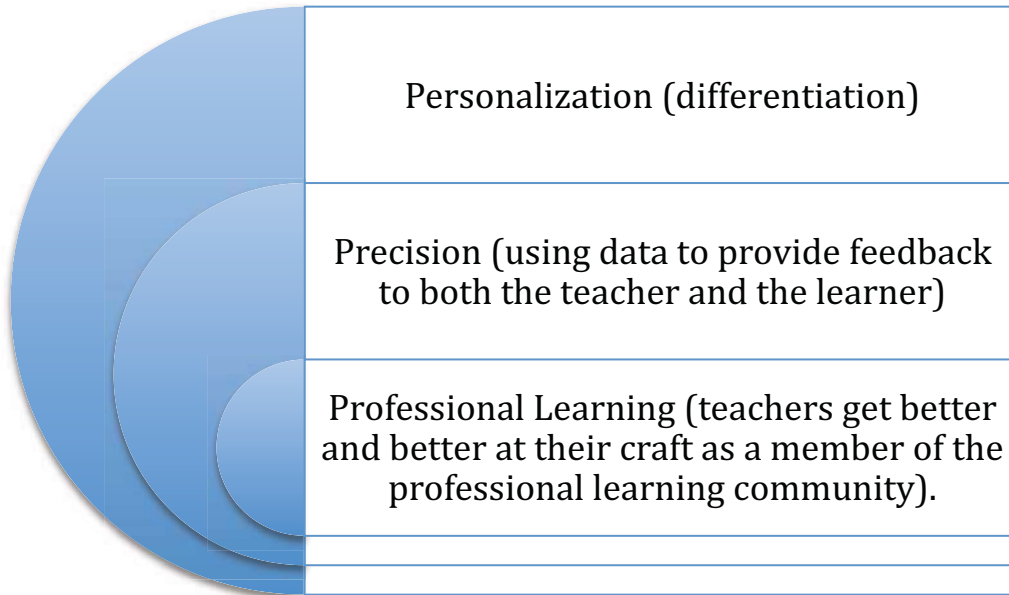 Personalization (differentiation)
Precision (using data to provide feedback
to both the teacher and the learner)
Professional Learning (teachers get better
and better at their craft as a member of the
professional learning community).